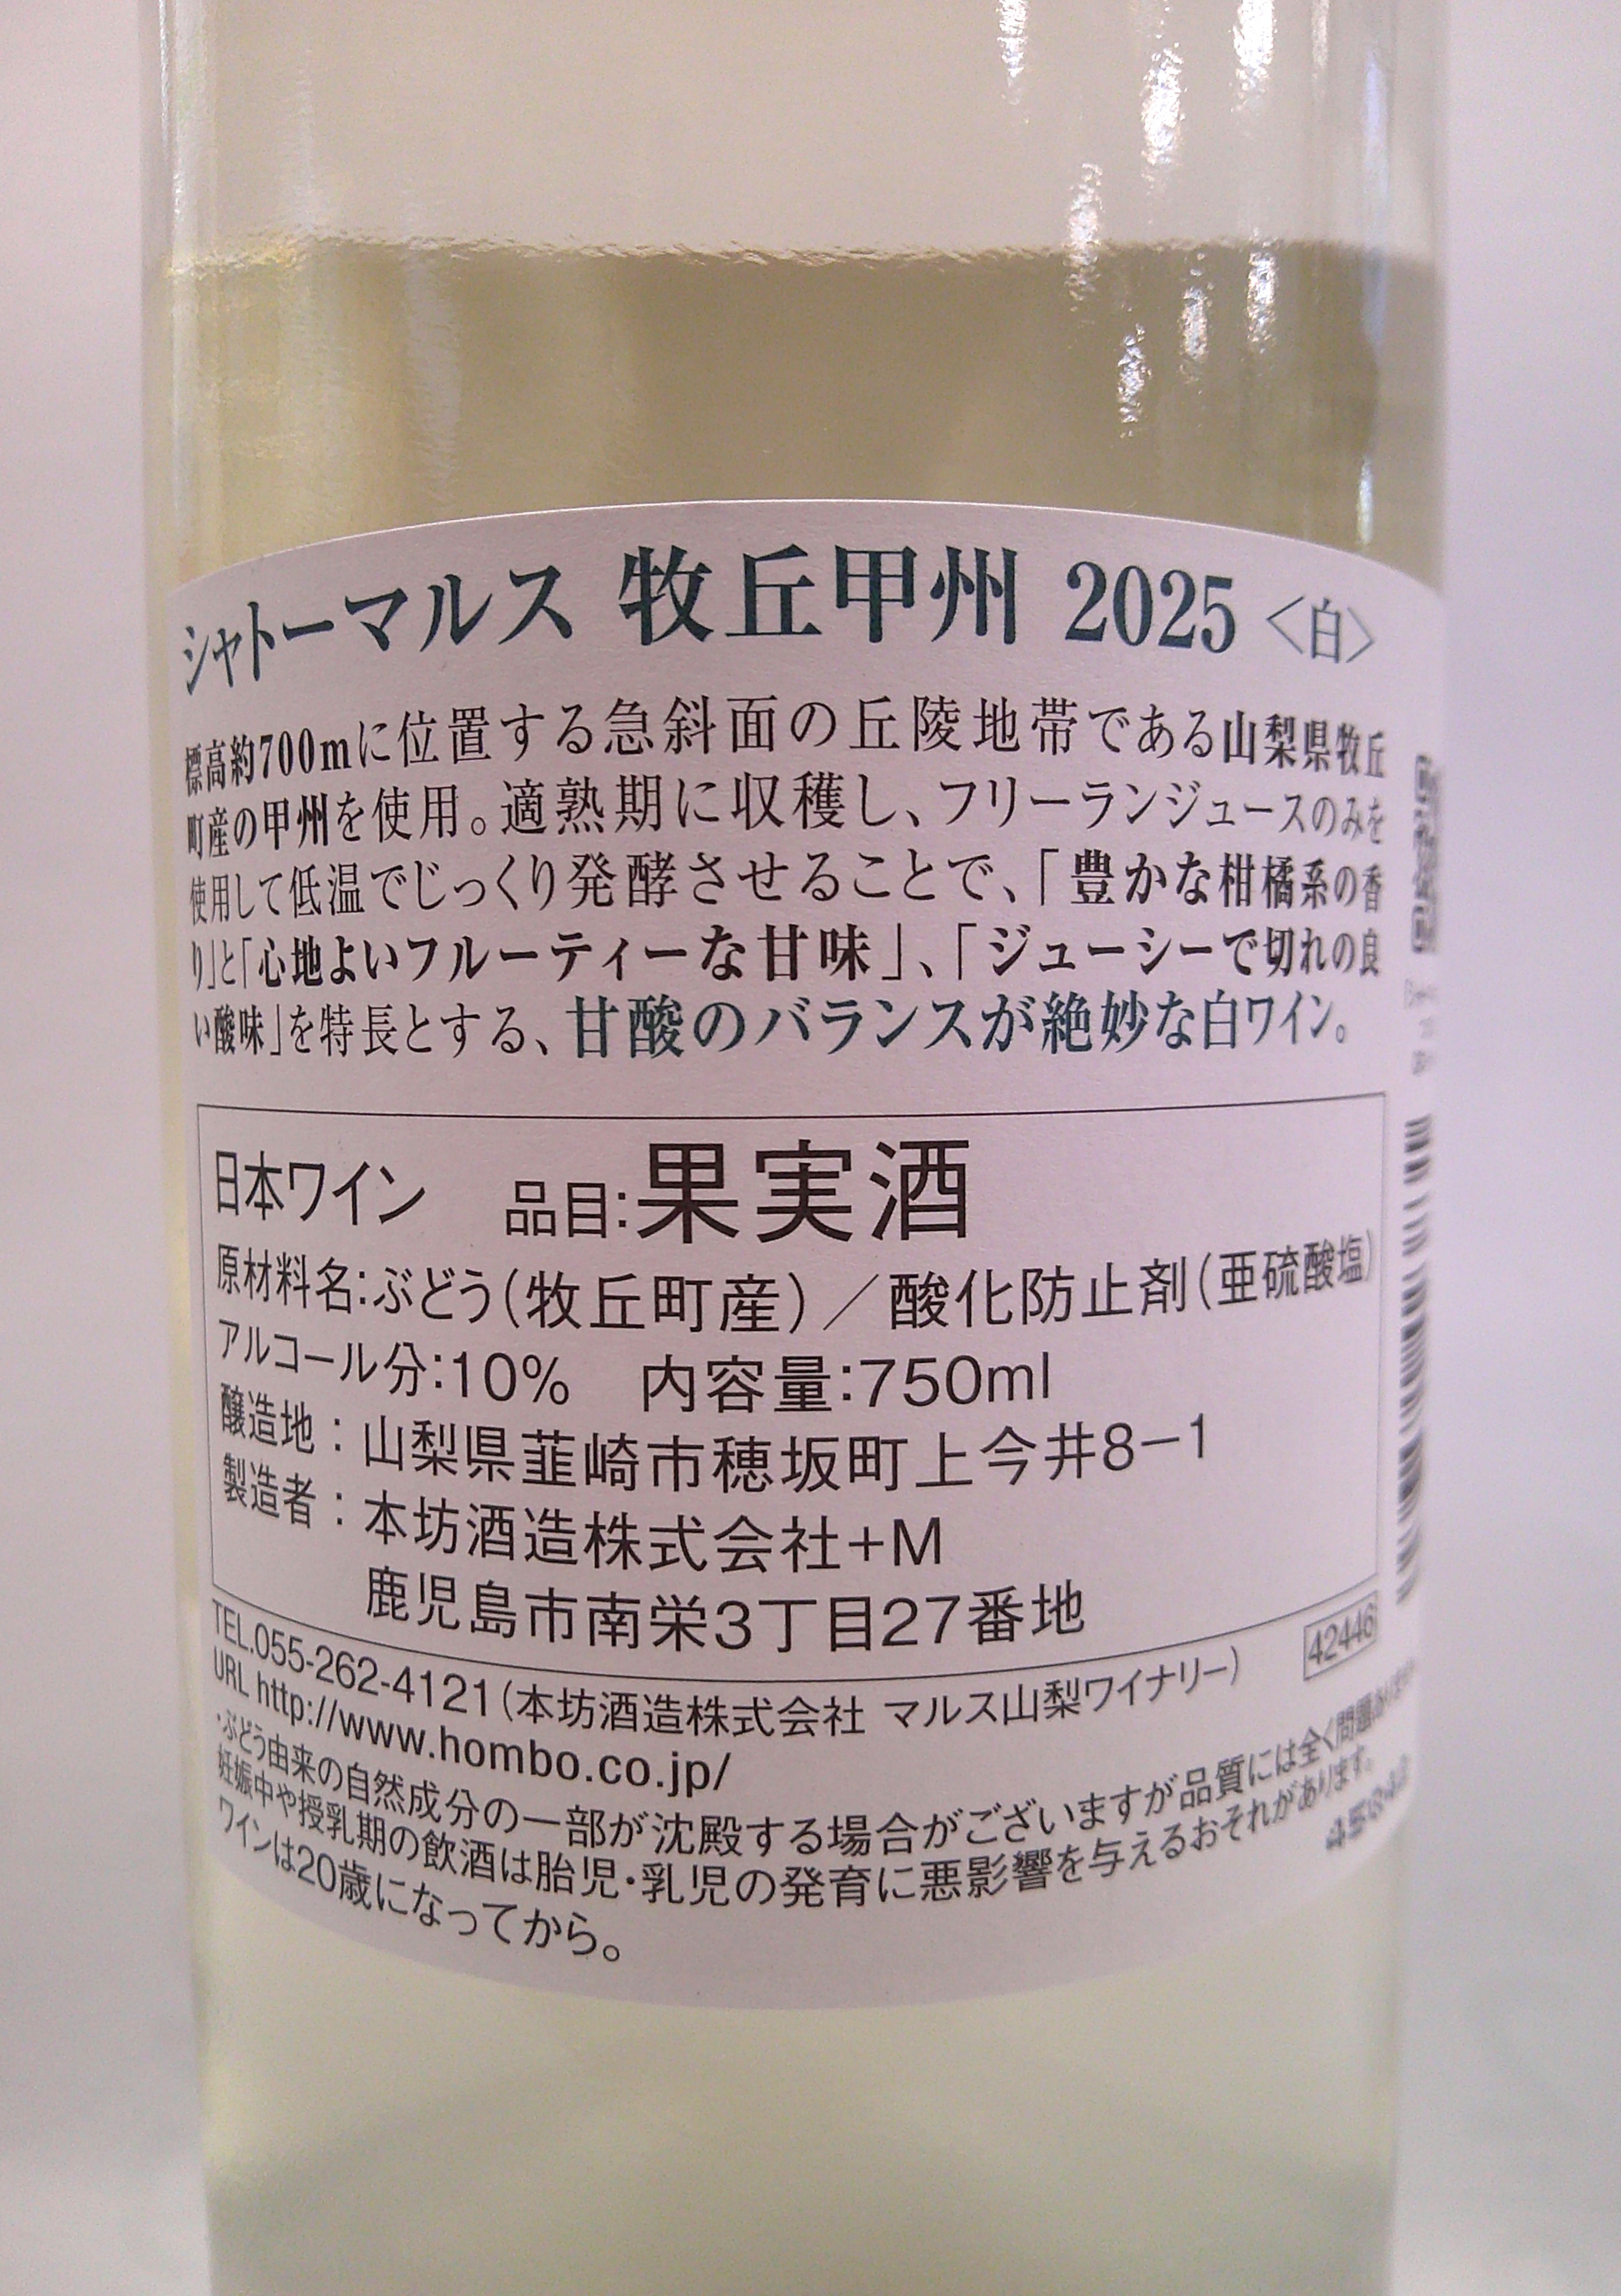 シャトーマルス 牧丘甲州 2025 〈白〉
標高約700mに位置する急斜面の丘陵地帯である山梨県牧丘
町産の甲州を使用。適熟期に収穫し、フリーランジュースのみを
使用して低温でじっくり発酵させることで、「豊かな柑橘系の香
り」と「心地よいフルーティーな甘味」、「ジューシーで切れの良
い酸味」を特長とする、甘酸のバランスが絶妙な白ワイン。
日本ワイン 品目:果実酒
原材料名:ぶどう(牧丘町産)/酸化防止剤(亜硫酸塩)
アルコール分:10% 内容量:750ml
醸造地:山梨県韮崎市穂坂町上今井8-1
製造者:本坊酒造株式会社+M
鹿児島市南栄3丁目27番地
TEL.055-262-4121(本坊酒造株式会社 マルス山梨ワイナリー)
42446
URL http://www.hombo.co.jp/
・ぶどう由来の自然成分の一部が沈殿する場合がございますが品質には全く問題
妊娠中や授乳期の飲酒は胎児・乳児の発育に悪影響を与えるおそれがあります。
ワインは20歳になってから。